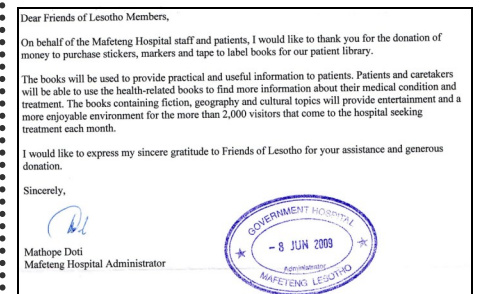 Dear Friends of Lesotho Members,
On behalf of the Mafeteng Hospital staff and patients, I would like to thank you for the donation of
money to purchase stickers, markers and tape to label books for our patient library.
The books will be used to provide practical and useful information to patients. Patients and caretakers
will be able to use the health-related books to find more information about their medical condition and
treatment. The books containing fiction, geography and cultural topics will provide entertainment and a
more enjoyable environment for the more than 2,000 visitors that come to the hospital seeking
treatment each month.
I would like to express my sincere gratitude to Friends of Lesotho for your assistance and generous
donation.
Sincerely,
Mathope Doti
Mafeteng Hospital Administrator
GOVERNMENT HOSPITAL
- 8 JUN 2009
Administrator
MAFETENG LESOTHO